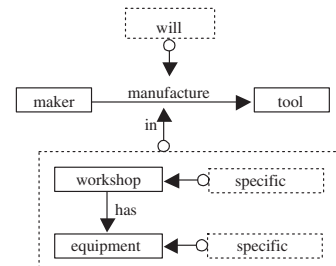 will
manufacture
maker
tool
in
workshop
specific
has
equipment
specific